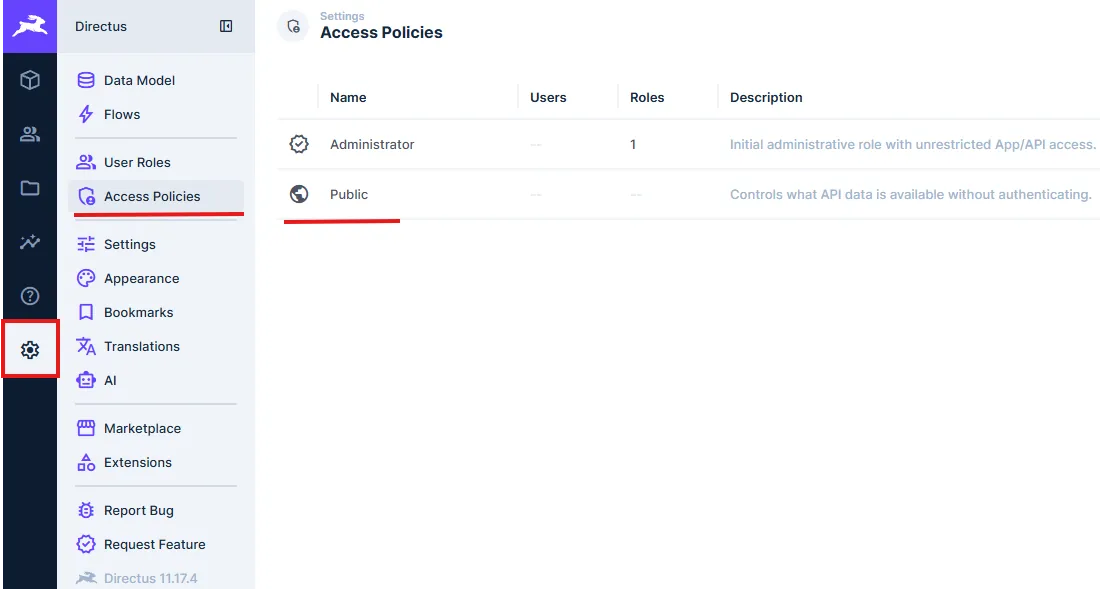 Directus
Data Model
Flows
User Roles
Access Policies
Settings
Appearance
Bookmarks
Translations
AI
Marketplace
Extensions
Report Bug
Request Feature
Directus 11.17.4
Settings
Access Policies
Name Users Roles Description
Administrator -- 1 Initial administrative role with unrestricted App/API access.
Public -- -- Controls what API data is available without authenticating.